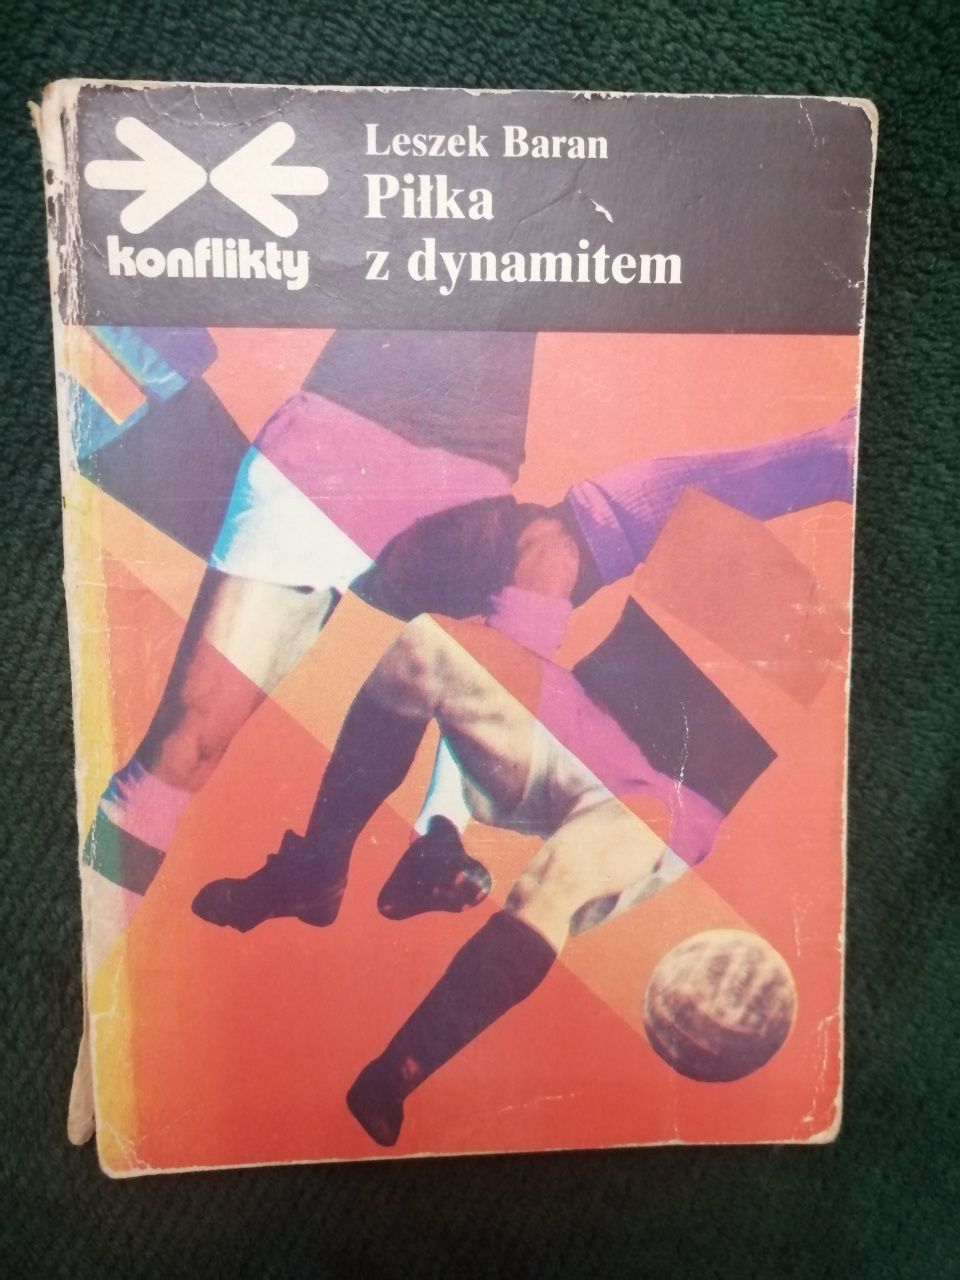 Leszek Baran
Piłka
z dynamitem
konflikty